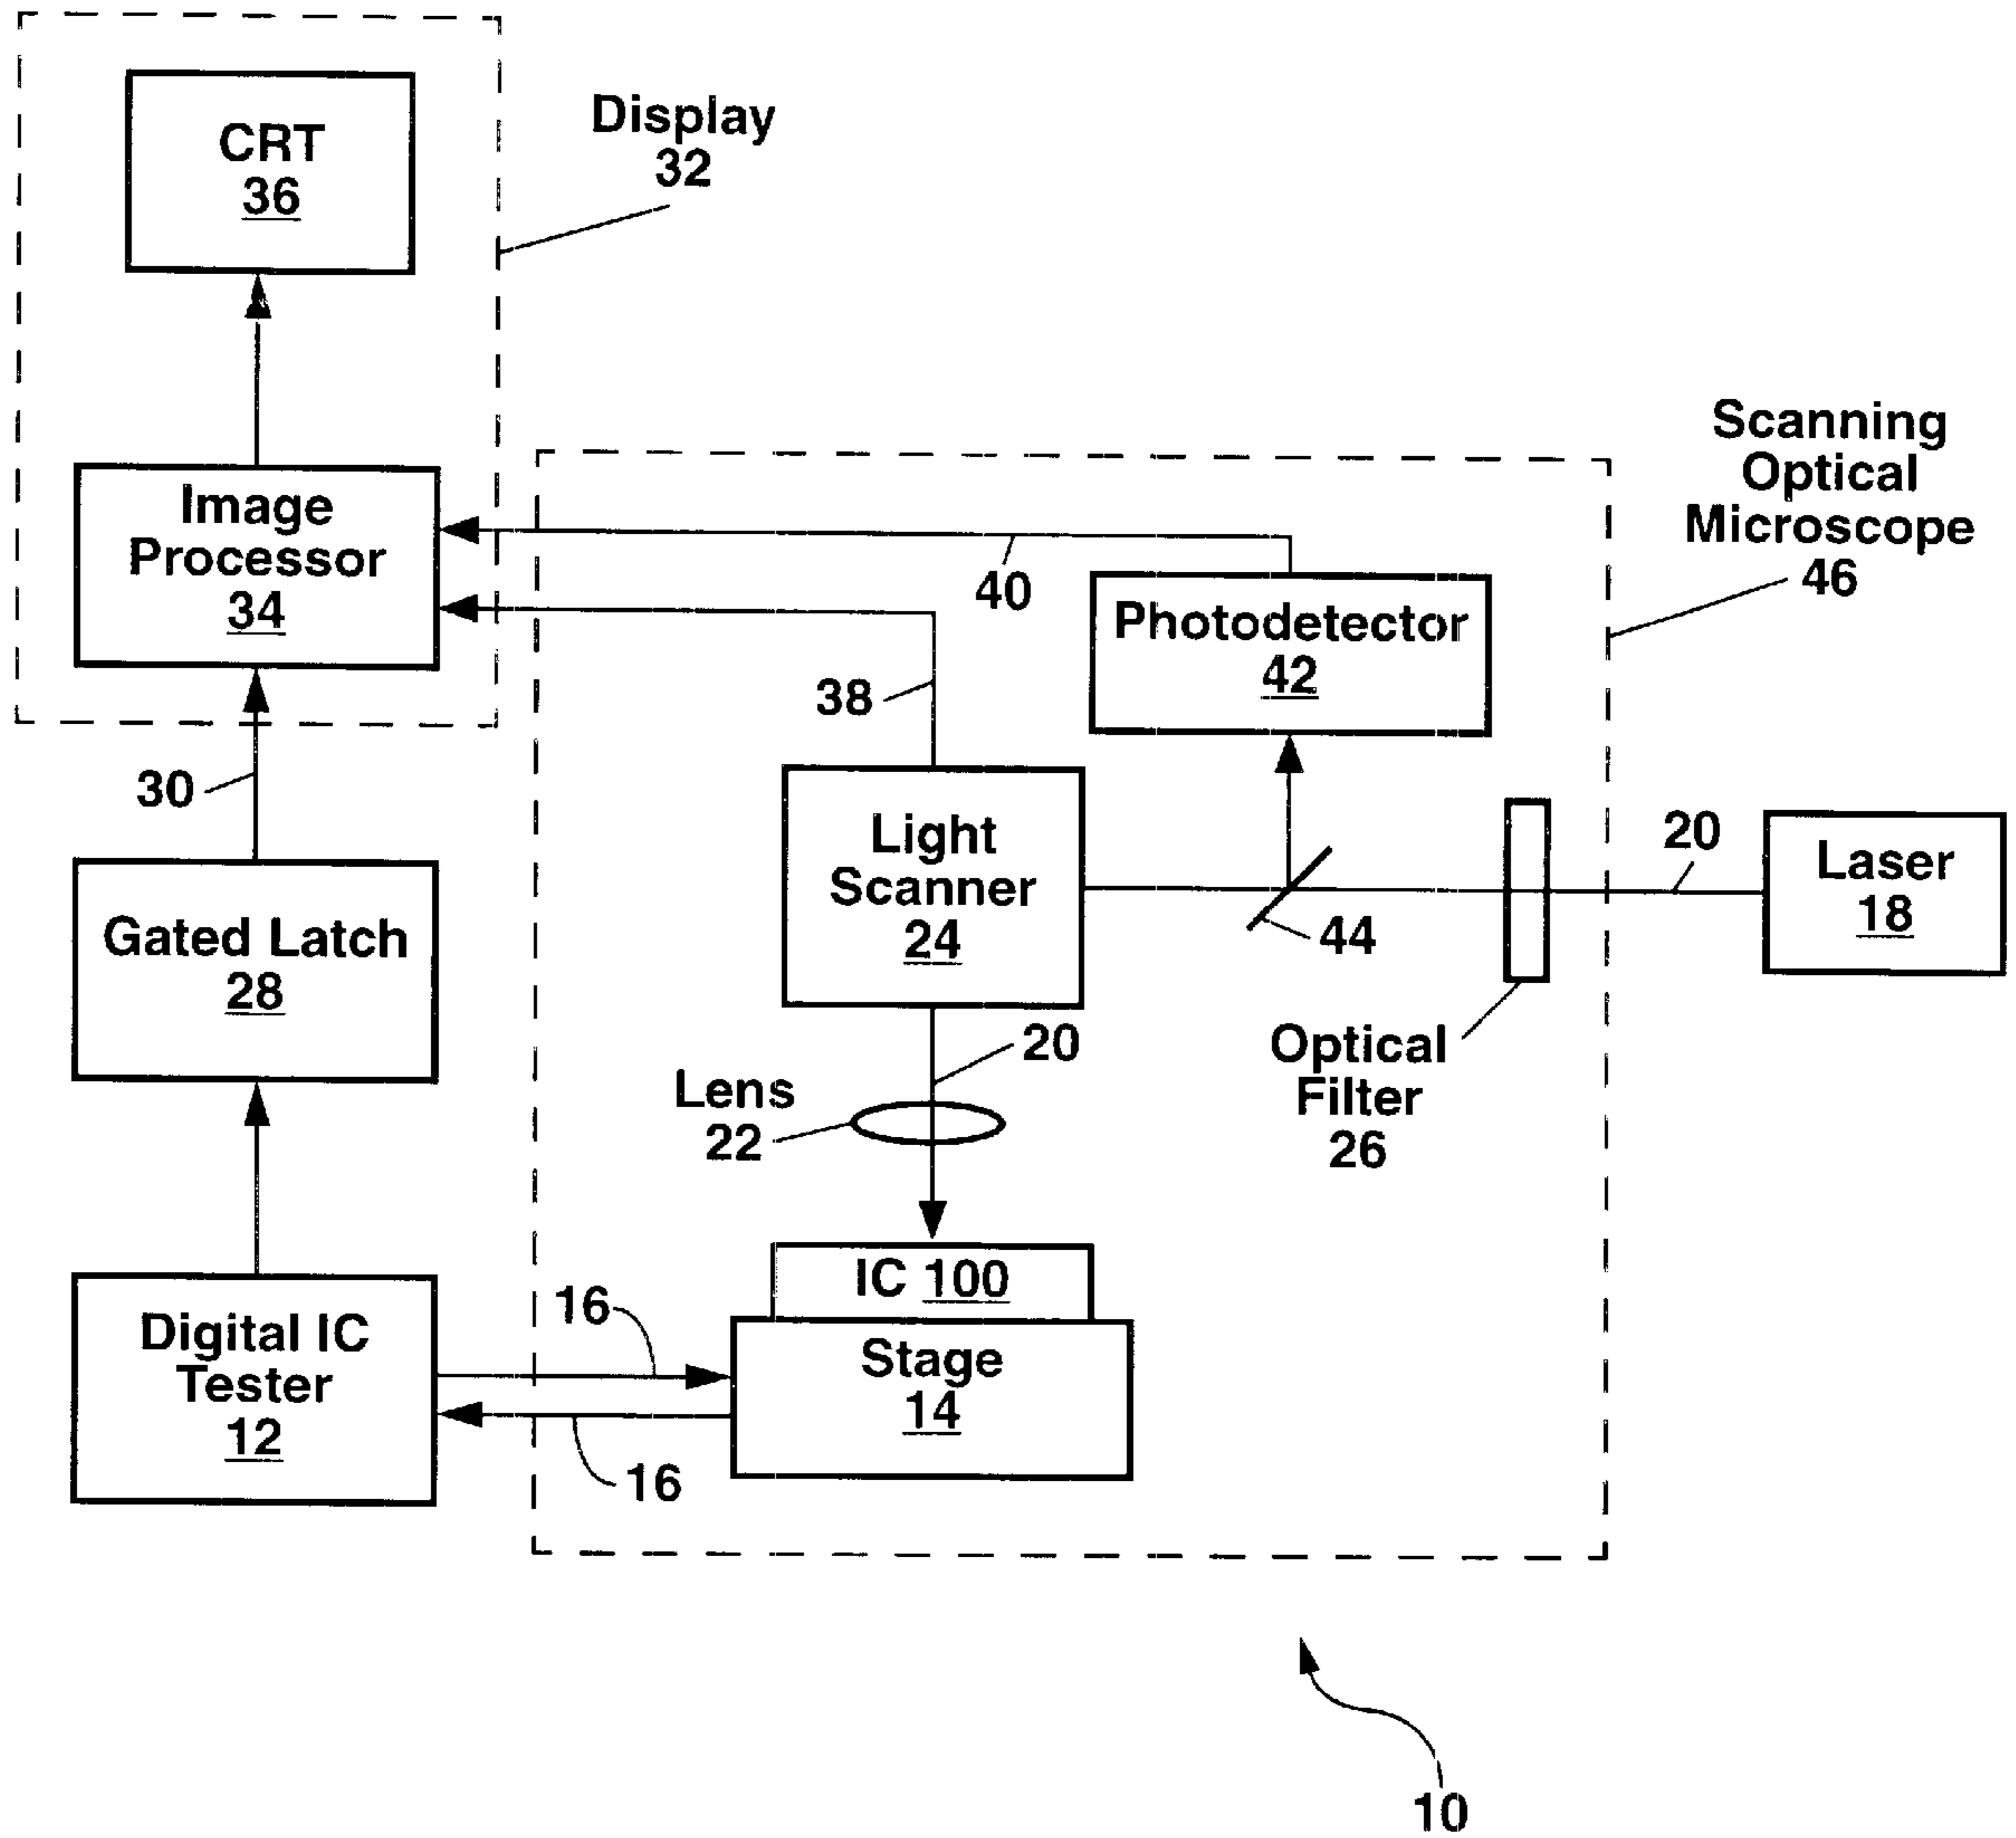 CRT
36
Display
32
Scanning
Optical
Microscope
46
Image
Processor
34
40
Photodetector
42
38
30
Light
Scanner
24
20
Laser
18
44
Gated Latch
28
20
Optical
Filter
26
Lens
22
IC 100
16
Digital IC
Tester
12
Stage
14
16
10